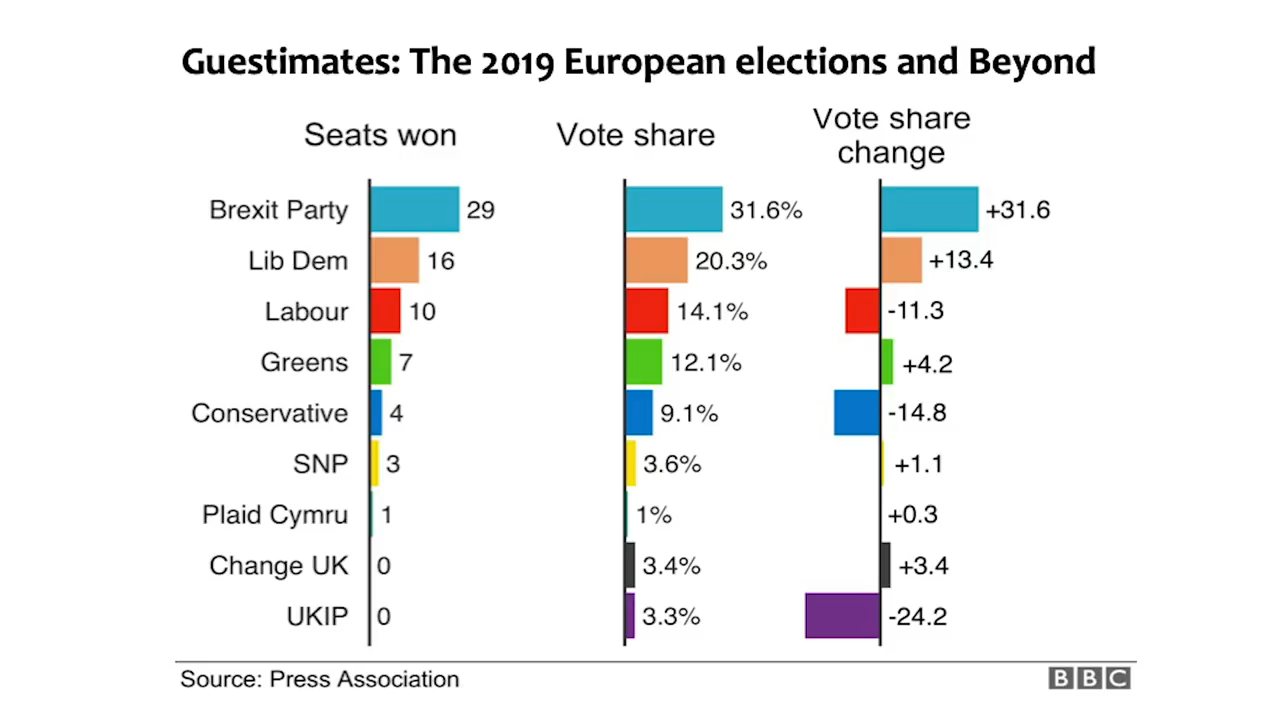 Guestimates: The 2019 European elections and Beyond
Seats won
Vote share
Vote share
change
Brexit Party 29 31.6% +31.6
Lib Dem 16 20.3% +13.4
Labour 10 14.1% -11.3
Greens 7 12.1% +4.2
Conservative 4 9.1% -14.8
SNP 3 3.6% +1.1
Plaid Cymru 1 1% +0.3
Change UK 0 3.4% +3.4
UKIP 0 3.3% -24.2
Source: Press Association
BBC